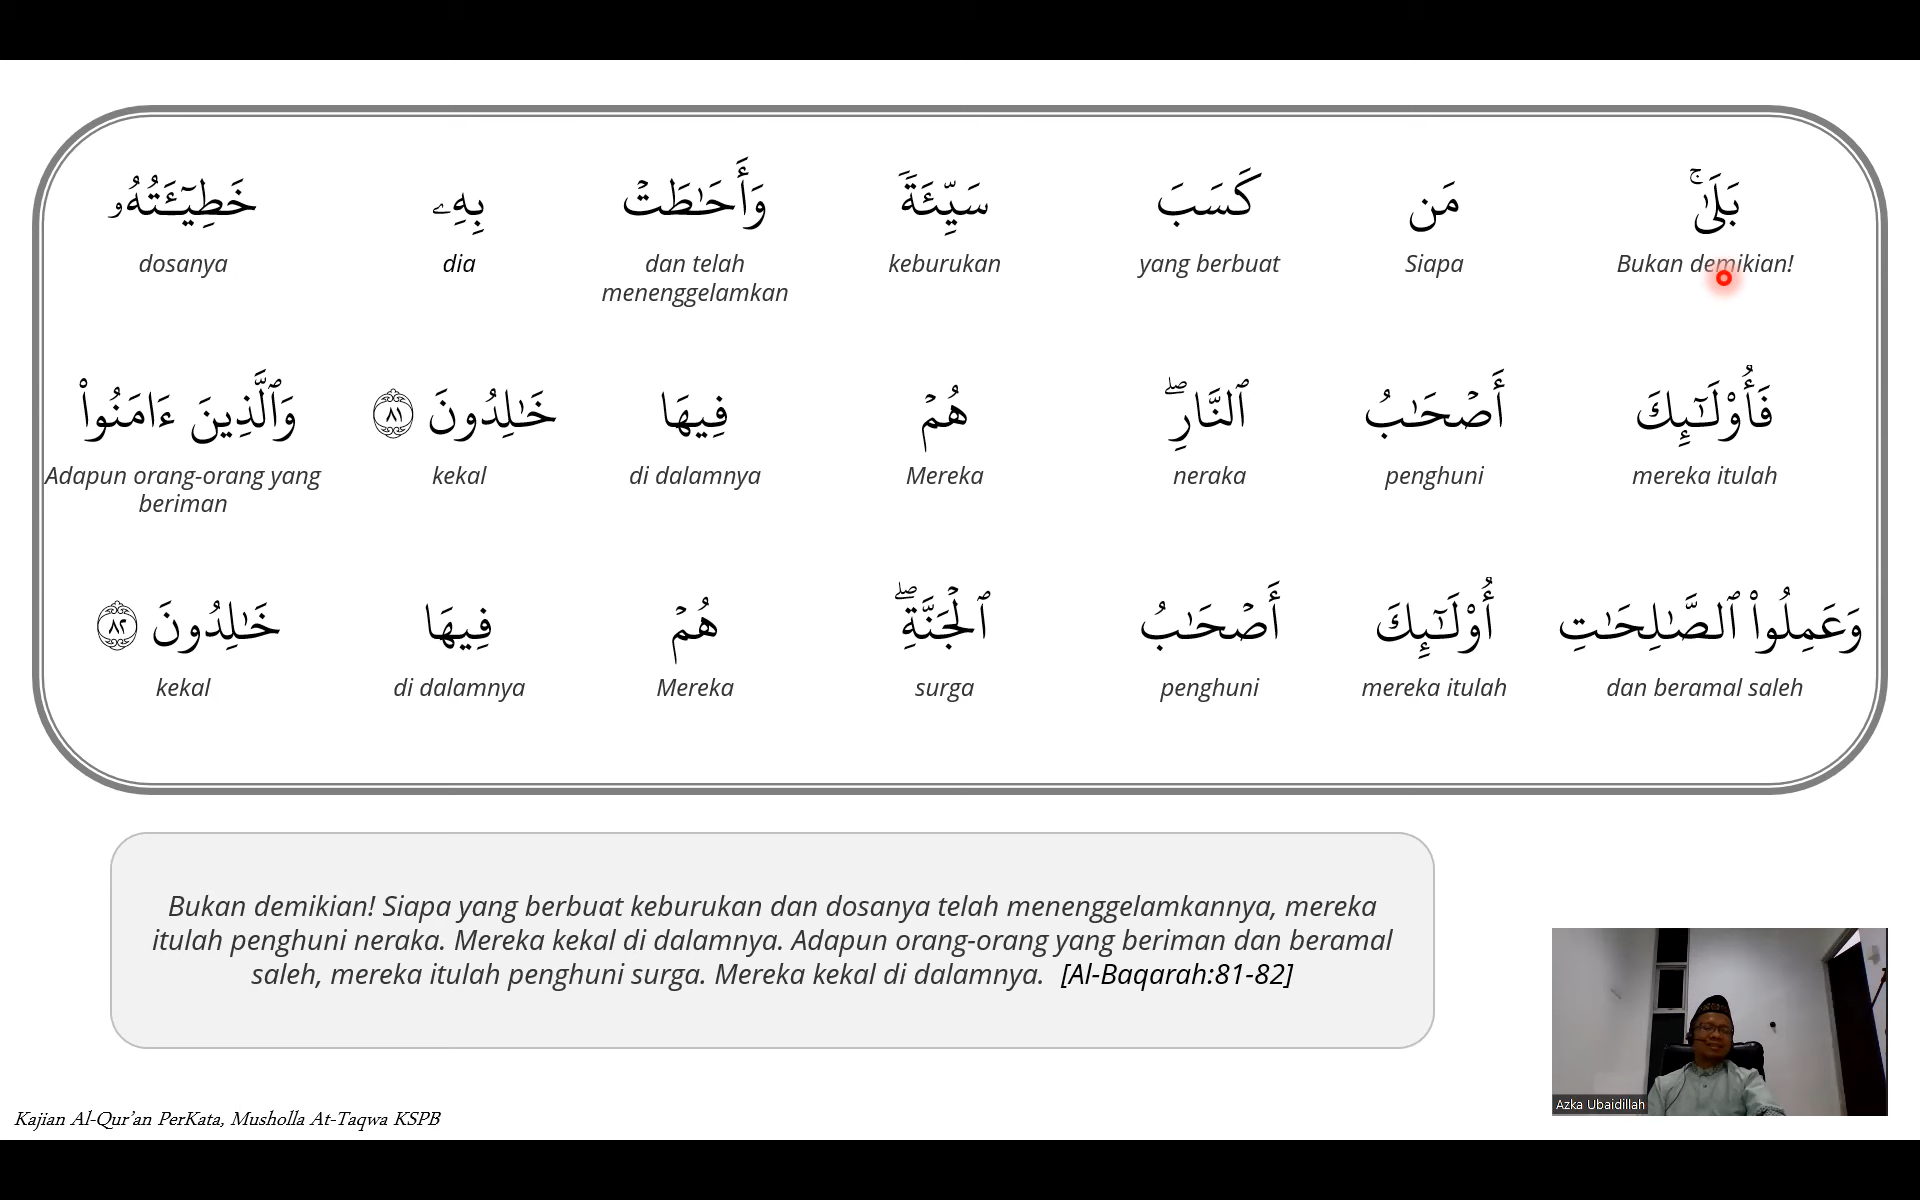 بَلَىٰۚ مَن كَسَبَ سَيِّئَةٗ وَأَحَٰطَتۡ بِهِۦ خَطِيٓـَٔتُهُۥ
Bukan demikian! Siapa yang berbuat keburukan dan telah menenggelamkan dia dosanya
فَأُوْلَٰٓئِكَ أَصۡحَٰبُ ٱلنَّارِۖ هُمۡ فِيهَا خَٰلِدُونَ ٨١ وَٱلَّذِينَ ءَامَنُواْ
mereka itulah penghuni neraka Mereka di dalamnya kekal Adapun orang-orang yang beriman
وَعَمِلُواْ ٱلصَّٰلِحَٰتِ أُوْلَٰٓئِكَ أَصۡحَٰبُ ٱلۡجَنَّةِۖ هُمۡ فِيهَا خَٰلِدُونَ ٨٢
dan beramal saleh mereka itulah penghuni surga Mereka di dalamnya kekal
Bukan demikian! Siapa yang berbuat keburukan dan dosanya telah menenggelamkannya, mereka
itulah penghuni neraka. Mereka kekal di dalamnya. Adapun orang-orang yang beriman dan beramal
saleh, mereka itulah penghuni surga. Mereka kekal di dalamnya. [Al-Baqarah:81-82]
Azka Ubaidillah
Kajian Al-Qur’an PerKata, Musholla At-Taqwa KSPB